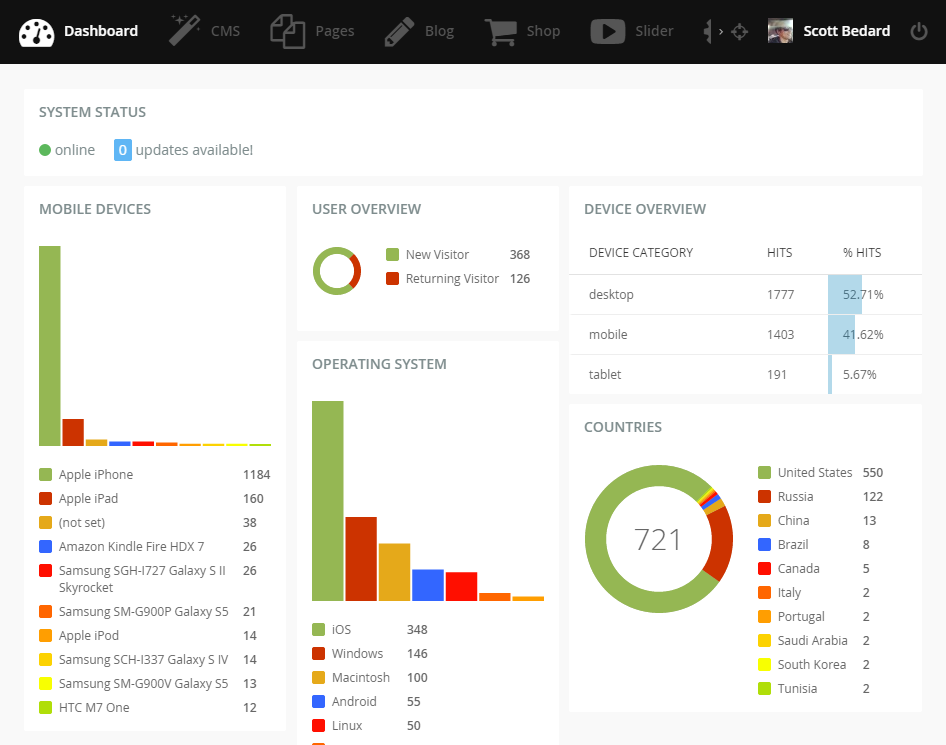 Dashboard
CMS
Pages
Blog
Shop
Slider
Scott Bedard
SYSTEM STATUS
online
0 updates available!
MOBILE DEVICES
Apple iPhone 1184
Apple iPad 160
(not set) 38
Amazon Kindle Fire HDX 7 26
Samsung SGH-I727 Galaxy S II 26
Skyrocket
Samsung SM-G900P Galaxy S5 21
Apple iPod 14
Samsung SCH-I337 Galaxy S IV 14
Samsung SM-G900V Galaxy S5 13
HTC M7 One 12
USER OVERVIEW
New Visitor 368
Returning Visitor 126
OPERATING SYSTEM
iOS 348
Windows 146
Macintosh 100
Android 55
Linux 50
DEVICE OVERVIEW
DEVICE CATEGORY HITS % HITS
desktop 1777 52.71%
mobile 1403 41.62%
tablet 191 5.67%
COUNTRIES
721
United States 550
Russia 122
China 13
Brazil 8
Canada 5
Italy 2
Portugal 2
Saudi Arabia 2
South Korea 2
Tunisia 2